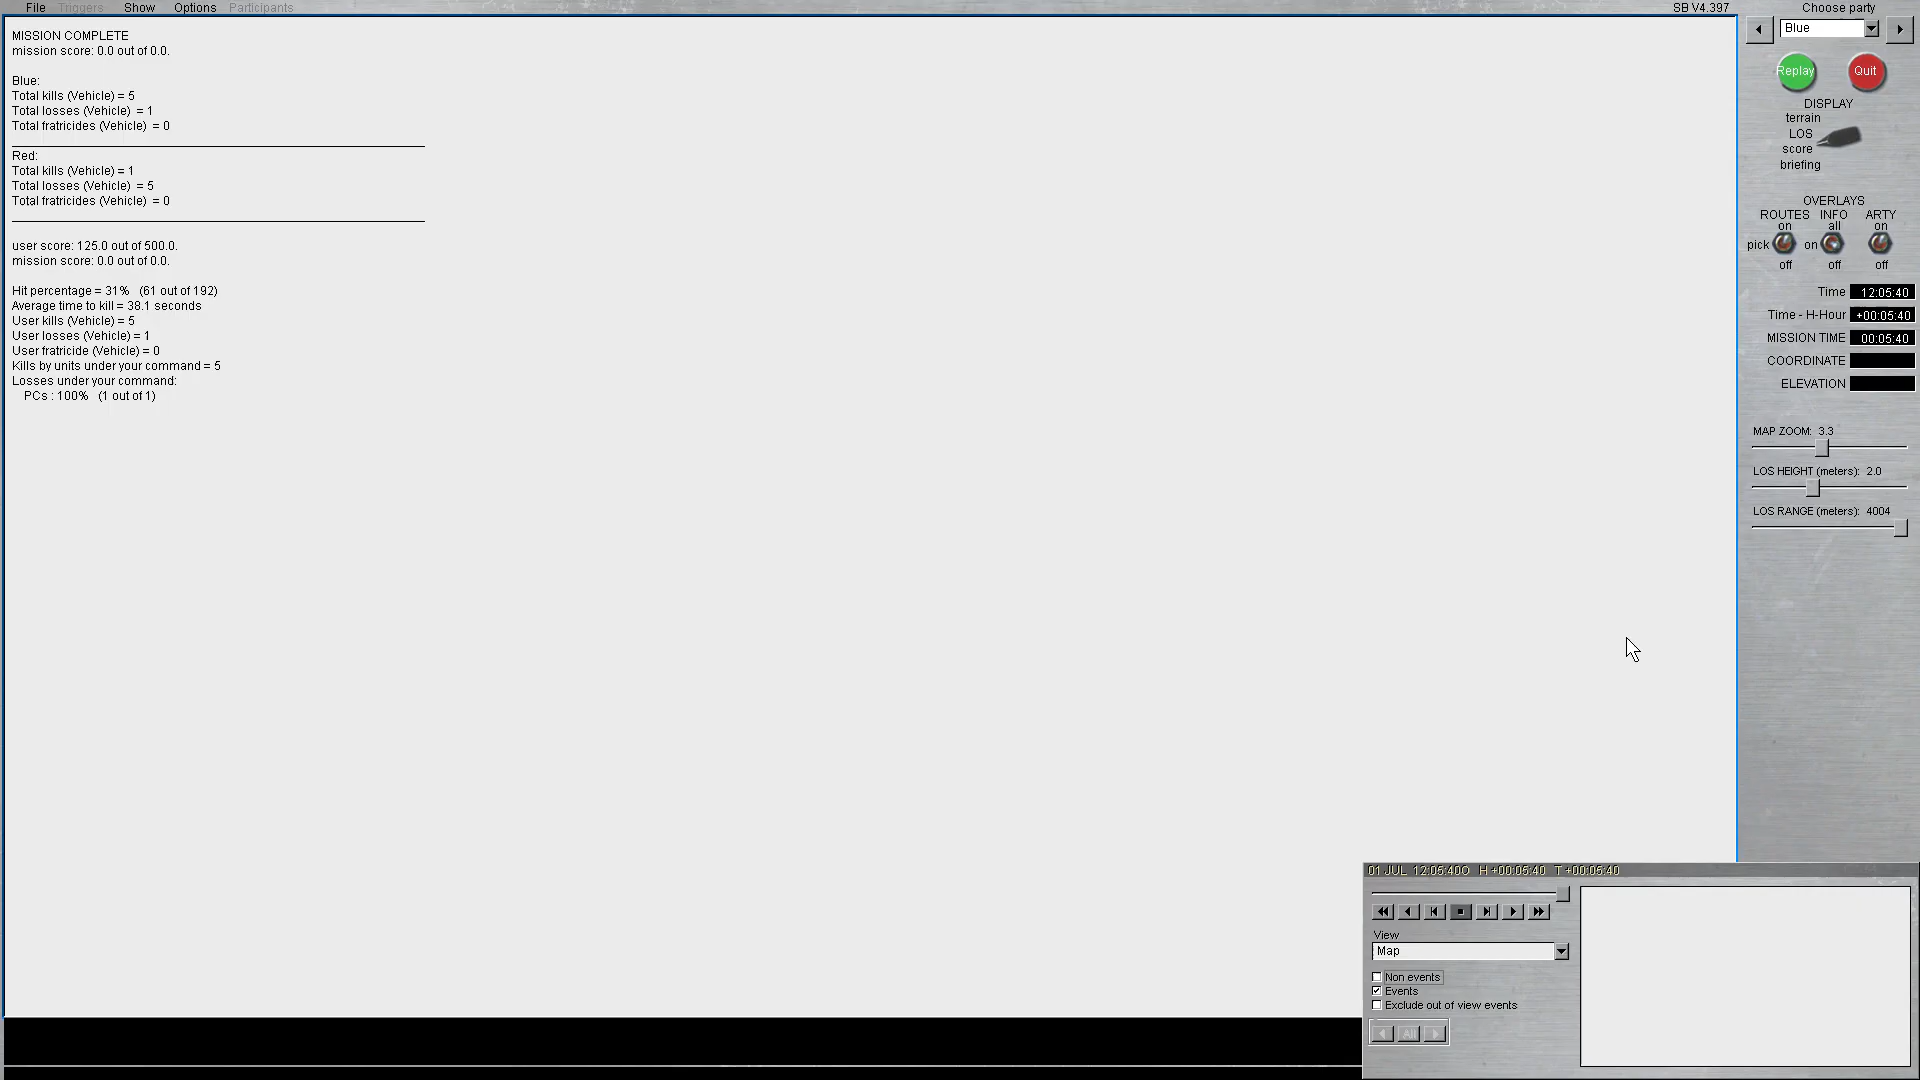 File Triggers Show Options Participants SB V4.397
MISSION COMPLETE
mission score: 0.0 out of 0.0.
Blue:
Total kills (Vehicle) = 5
Total losses (Vehicle)  = 1
Total fratricides (Vehicle)  = 0
Red:
Total kills (Vehicle) = 1
Total losses (Vehicle)  = 5
Total fratricides (Vehicle)  = 0
user score: 125.0 out of 500.0.
mission score: 0.0 out of 0.0.
Hit percentage = 31%   (61 out of 192)
Average time to kill = 38.1 seconds
User kills (Vehicle) = 5
User losses (Vehicle) = 1
User fratricide (Vehicle) = 0
Kills by units under your command = 5
Losses under your command:
PCs : 100%   (1 out of 1)
Choose party
Blue
Replay Quit
DISPLAY
terrain
LOS
score
briefing
OVERLAYS
ROUTES INFO ARTY
on all on
pick on
off off off
Time 12:05:40
Time - H-Hour +00:05:40
MISSION TIME 00:05:40
COORDINATE
ELEVATION
MAP ZOOM: 3.3
LOS HEIGHT (meters): 2.0
LOS RANGE (meters): 4004
01 JUL 12:05:40O H +00:05:40 T +00:05:40
View
Map
Non events
Events
Exclude out of view events
All